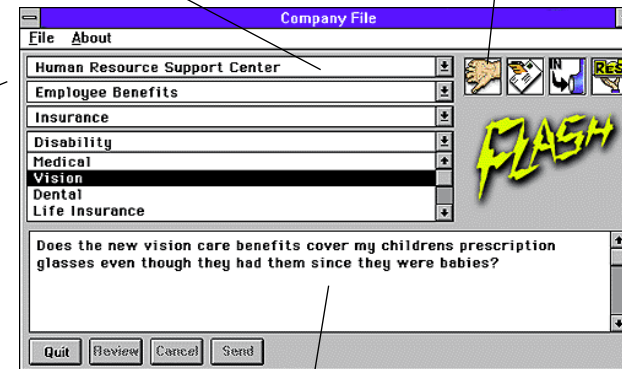 Company File
File About
Human Resource Support Center
Employee Benefits
Insurance
Disability
Medical
Vision
Dental
Life Insurance
IN
RES
FLASH
Does the new vision care benefits cover my childrens prescription
glasses even though they had them since they were babies?
Quit Review Cancel Send